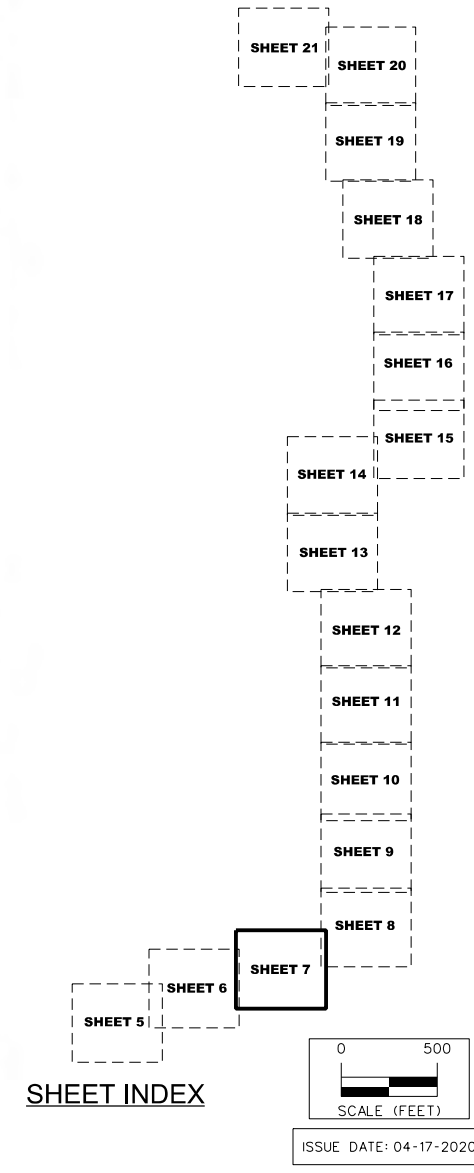 SHEET 21
SHEET 20
SHEET 19
SHEET 18
SHEET 17
SHEET 16
SHEET 15
SHEET 14
SHEET 13
SHEET 12
SHEET 11
SHEET 10
SHEET 9
SHEET 8
SHEET 7
SHEET 6
SHEET 5
SHEET INDEX
0 500
SCALE (FEET)
ISSUE DATE: 04-17-2020